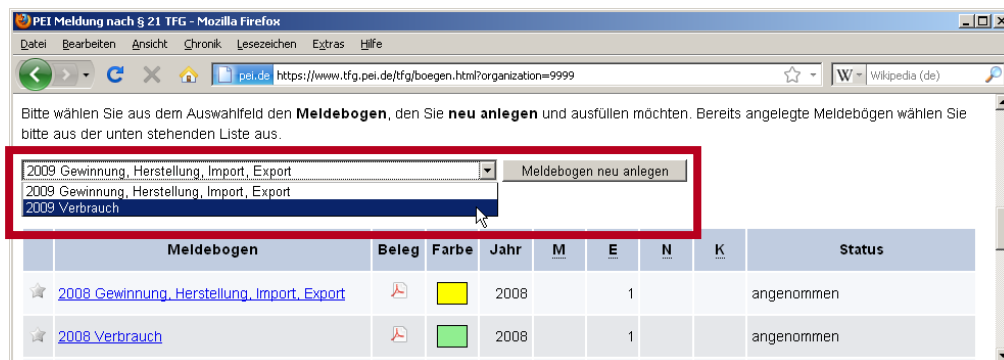 PEI Meldung nach § 21 TFG - Mozilla Firefox
Datei Bearbeiten Ansicht Chronik Lesezeichen Extras Hilfe
pei.de https://www.tfg.pei.de/tfg/boegen.html?organization=9999 W Wikipedia (de)
Bitte wählen Sie aus dem Auswahlfeld den Meldebogen, den Sie neu anlegen und ausfüllen möchten. Bereits angelegte Meldebögen wählen Sie
bitte aus der unten stehenden Liste aus.
2009 Gewinnung, Herstellung, Import, Export Meldebogen neu anlegen
2009 Gewinnung, Herstellung, Import, Export
2009 Verbrauch
Meldebogen Beleg Farbe Jahr M E N K Status
2008 Gewinnung, Herstellung, Import, Export 2008 1 angenommen
2008 Verbrauch 2008 1 angenommen